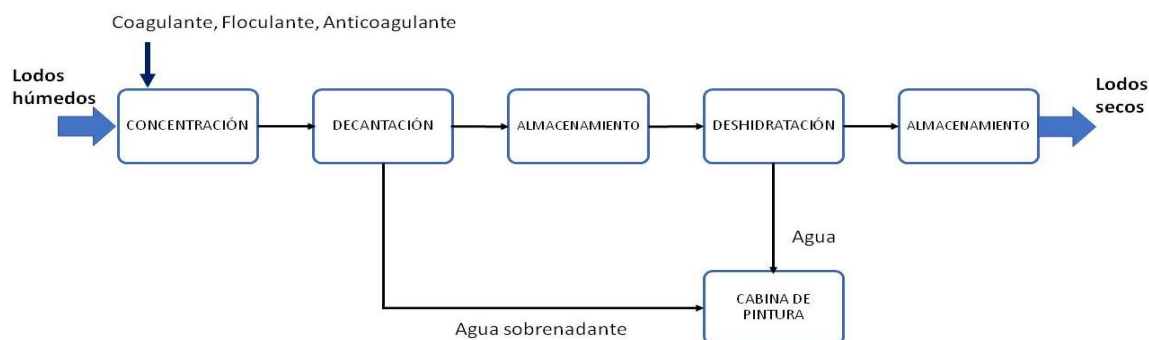 Coagulante, Floculante, Anticoagulante
Lodos
húmedos
CONCENTRACIÓN
DECANTACIÓN
ALMACENAMIENTO
DESHIDRATACIÓN
ALMACENAMIENTO
Lodos
secos
Agua
CABINA DE
PINTURA
Agua sobrenadante